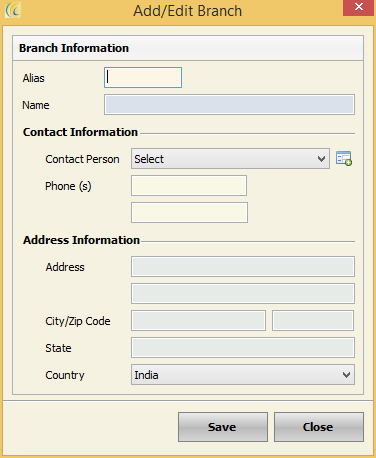 Add/Edit Branch
Branch Information
Alias
Name
Contact Information
Contact Person Select
Phone (s)
Address Information
Address
City/Zip Code
State
Country India
Save Close